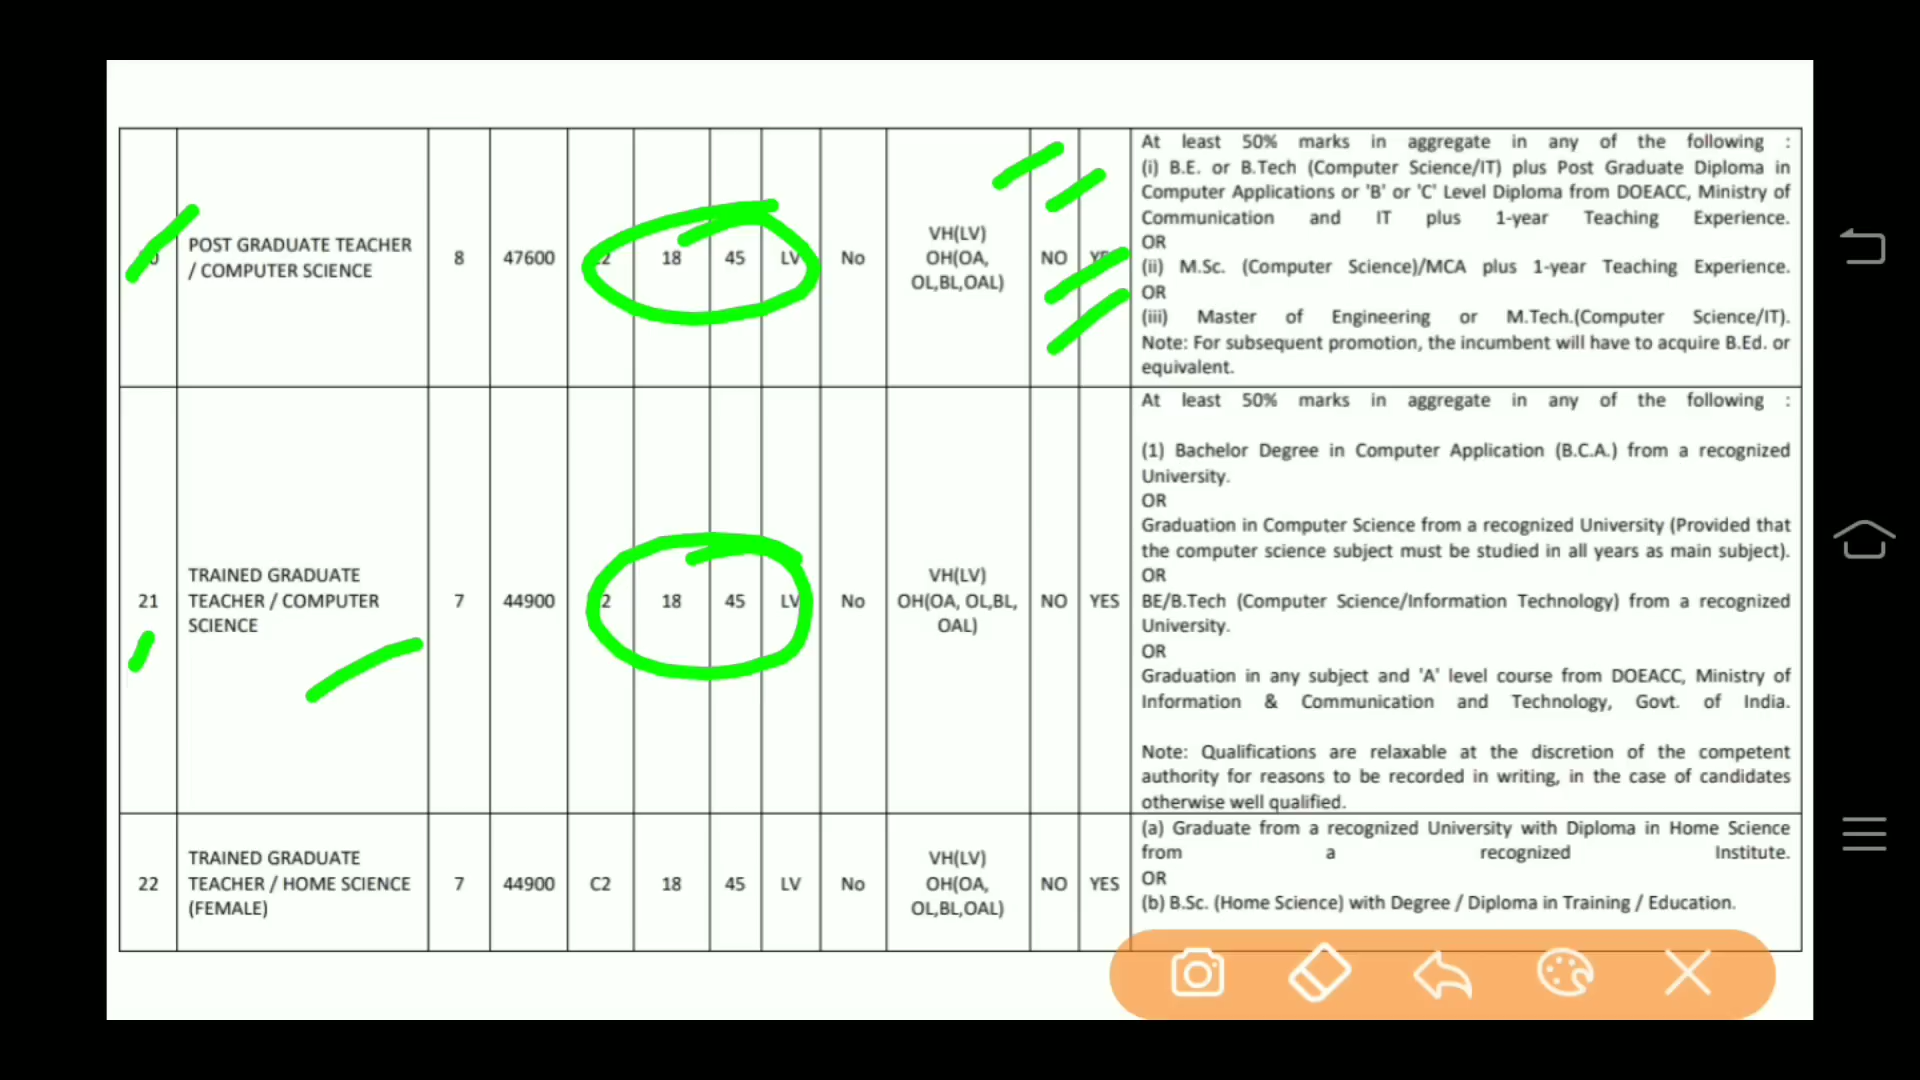 POST GRADUATE TEACHER
/ COMPUTER SCIENCE
8
47600
18
45
LV
No
VH(LV)
OH(OA,
OL,BL,OAL)
NO
At least 50% marks in aggregate in any of the following :
(i) B.E. or B.Tech (Computer Science/IT) plus Post Graduate Diploma in
Computer Applications or 'B' or 'C' Level Diploma from DOEACC, Ministry of
Communication and IT plus 1-year Teaching Experience.
OR
(ii) M.Sc. (Computer Science)/MCA plus 1-year Teaching Experience.
OR
(iii) Master of Engineering or M.Tech.(Computer Science/IT).
Note: For subsequent promotion, the incumbent will have to acquire B.Ed. or
equivalent.
21
TRAINED GRADUATE
TEACHER / COMPUTER
SCIENCE
7
44900
18
45
LV
No
VH(LV)
OH(OA, OL,BL,
OAL)
NO
YES
At least 50% marks in aggregate in any of the following :
(1) Bachelor Degree in Computer Application (B.C.A.) from a recognized
University.
OR
Graduation in Computer Science from a recognized University (Provided that
the computer science subject must be studied in all years as main subject).
OR
BE/B.Tech (Computer Science/Information Technology) from a recognized
University.
OR
Graduation in any subject and 'A' level course from DOEACC, Ministry of
Information & Communication and Technology, Govt. of India.
Note: Qualifications are relaxable at the discretion of the competent
authority for reasons to be recorded in writing, in the case of candidates
otherwise well qualified.
22
TRAINED GRADUATE
TEACHER / HOME SCIENCE
(FEMALE)
7
44900
C2
18
45
LV
No
VH(LV)
OH(OA,
OL,BL,OAL)
NO
YES
(a) Graduate from a recognized University with Diploma in Home Science
from a recognized Institute.
OR
(b) B.Sc. (Home Science) with Degree / Diploma in Training / Education.